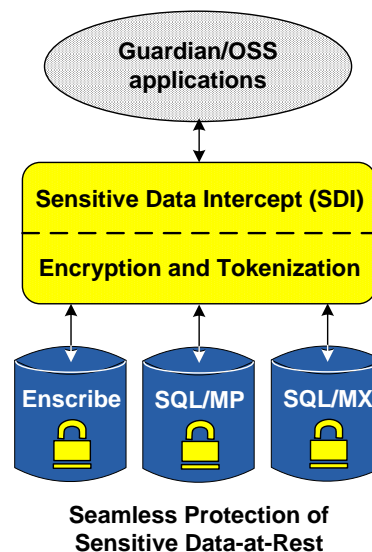 Guardian/OSS
applications
Sensitive Data Intercept (SDI)
Encryption and Tokenization
Enscribe SQL/MP SQL/MX
Seamless Protection of
Sensitive Data-at-Rest